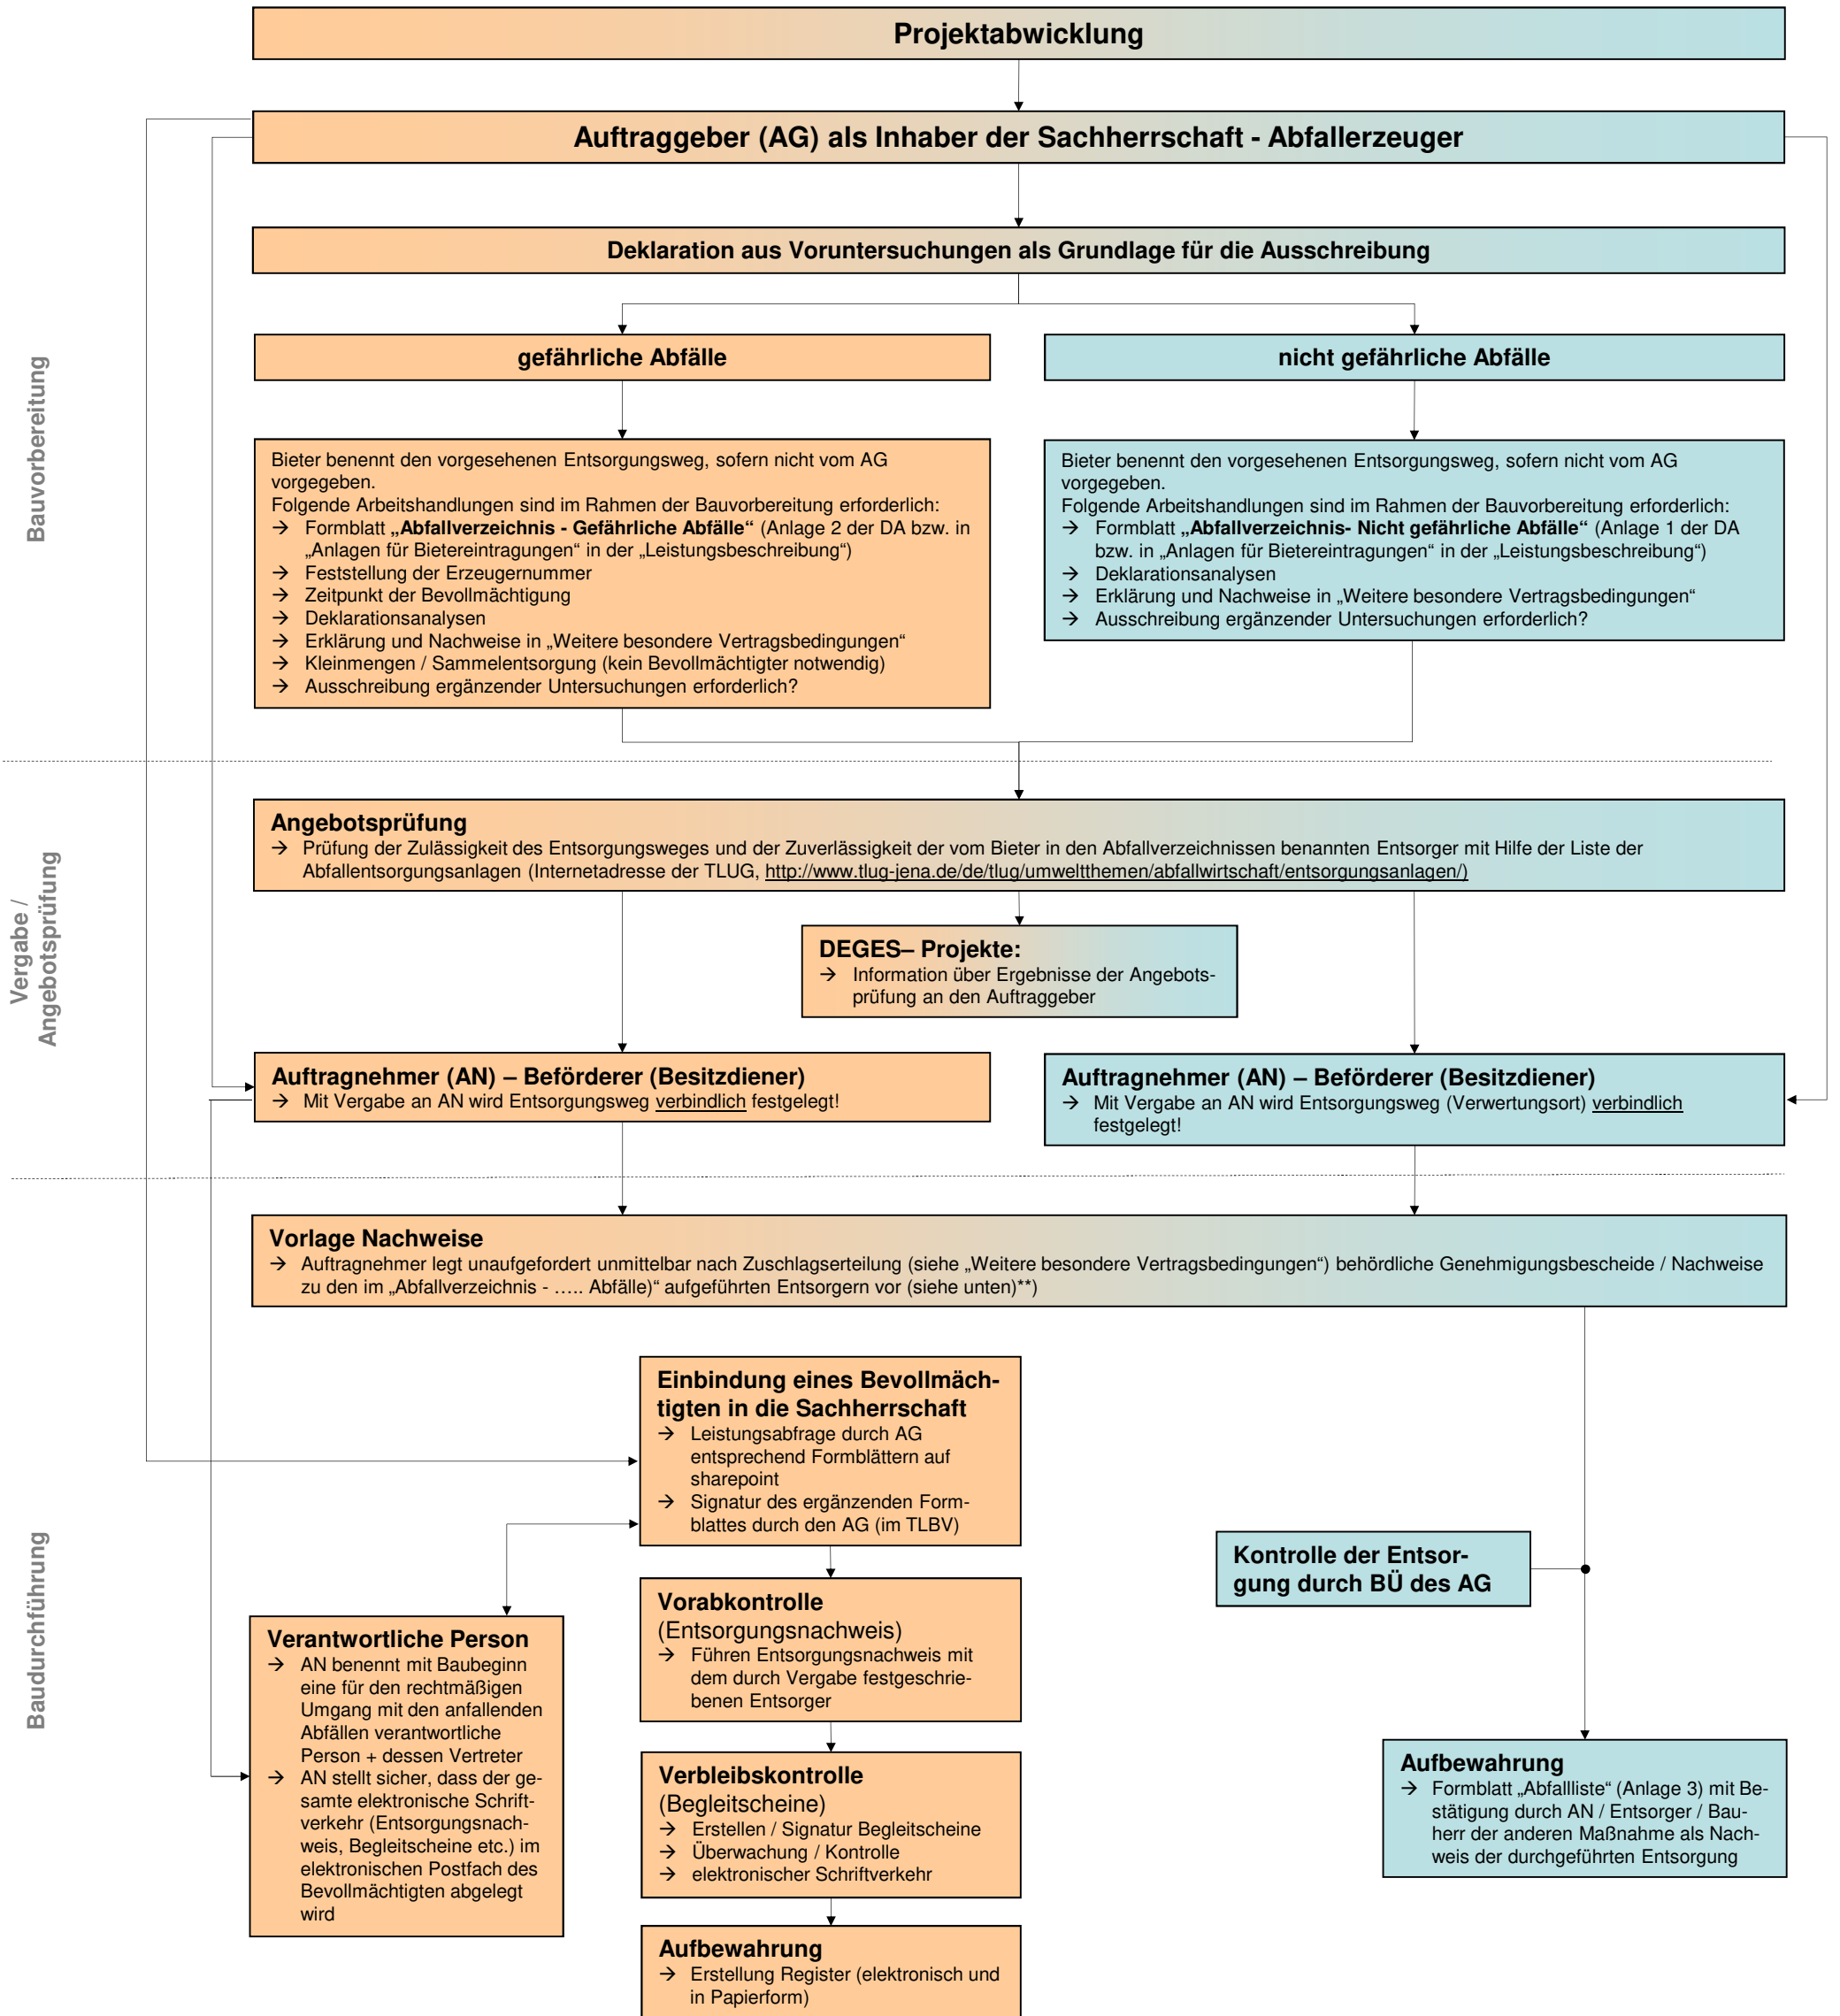 Projektabwicklung
Auftraggeber (AG) als Inhaber der Sachherrschaft - Abfallerzeuger
Deklaration aus Voruntersuchungen als Grundlage für die Ausschreibung
Bauvorbereitung
gefährliche Abfälle
Bieter benennt den vorgesehenen Entsorgungsweg, sofern nicht vom AG
vorgegeben.
Folgende Arbeitshandlungen sind im Rahmen der Bauvorbereitung erforderlich:
→ Formblatt „Abfallverzeichnis - Gefährliche Abfälle“ (Anlage 2 der DA bzw. in
„Anlagen für Bietereintragungen“ in der „Leistungsbeschreibung“)
→ Feststellung der Erzeugernummer
→ Zeitpunkt der Bevollmächtigung
→ Deklarationsanalysen
→ Erklärung und Nachweise in „Weitere besondere Vertragsbedingungen“
→ Kleinmengen / Sammelentsorgung (kein Bevollmächtigter notwendig)
→ Ausschreibung ergänzender Untersuchungen erforderlich?
nicht gefährliche Abfälle
Bieter benennt den vorgesehenen Entsorgungsweg, sofern nicht vom AG
vorgegeben.
Folgende Arbeitshandlungen sind im Rahmen der Bauvorbereitung erforderlich:
→ Formblatt „Abfallverzeichnis- Nicht gefährliche Abfälle“ (Anlage 1 der DA
bzw. in „Anlagen für Bietereintragungen“ in der „Leistungsbeschreibung“)
→ Deklarationsanalysen
→ Erklärung und Nachweise in „Weitere besondere Vertragsbedingungen“
→ Ausschreibung ergänzender Untersuchungen erforderlich?
Vergabe /
Angebotsprüfung
Angebotsprüfung
→ Prüfung der Zulässigkeit des Entsorgungsweges und der Zuverlässigkeit der vom Bieter in den Abfallverzeichnissen benannten Entsorger mit Hilfe der Liste der
Abfallentsorgungsanlagen (Internetadresse der TLUG, http://www.tlug-jena.de/de/tlug/umweltthemen/abfallwirtschaft/entsorgungsanlagen/)
DEGES– Projekte:
→ Information über Ergebnisse der Angebots-
prüfung an den Auftraggeber
Auftragnehmer (AN) – Beförderer (Besitzdiener)
→ Mit Vergabe an AN wird Entsorgungsweg verbindlich festgelegt!
Auftragnehmer (AN) – Beförderer (Besitzdiener)
→ Mit Vergabe an AN wird Entsorgungsweg (Verwertungsort) verbindlich
festgelegt!
Baudurchführung
Vorlage Nachweise
→ Auftragnehmer legt unaufgefordert unmittelbar nach Zuschlagserteilung (siehe „Weitere besondere Vertragsbedingungen“) behördliche Genehmigungsbescheide / Nachweise
zu den im „Abfallverzeichnis - ….. Abfälle)“ aufgeführten Entsorgern vor (siehe unten)**)
Einbindung eines Bevollmäch-
tigten in die Sachherrschaft
→ Leistungsabfrage durch AG
entsprechend Formblättern auf
sharepoint
→ Signatur des ergänzenden Form-
blattes durch den AG (im TLBV)
Kontrolle der Entsor-
gung durch BÜ des AG
Vorabkontrolle
(Entsorgungsnachweis)
→ Führen Entsorgungsnachweis mit
dem durch Vergabe festgeschrie-
benen Entsorger
Verantwortliche Person
→ AN benennt mit Baubeginn
eine für den rechtmäßigen
Umgang mit den anfallenden
Abfällen verantwortliche
Person + dessen Vertreter
→ AN stellt sicher, dass der ge-
samte elektronische Schrift-
verkehr (Entsorgungsnach-
weis, Begleitscheine etc.) im
elektronischen Postfach des
Bevollmächtigten abgelegt
wird
Verbleibskontrolle
(Begleitscheine)
→ Erstellen / Signatur Begleitscheine
→ Überwachung / Kontrolle
→ elektronischer Schriftverkehr
Aufbewahrung
→ Formblatt „Abfallliste“ (Anlage 3) mit Be-
stätigung durch AN / Entsorger / Bau-
herr der anderen Maßnahme als Nach-
weis der durchgeführten Entsorgung
Aufbewahrung
→ Erstellung Register (elektronisch und
in Papierform)